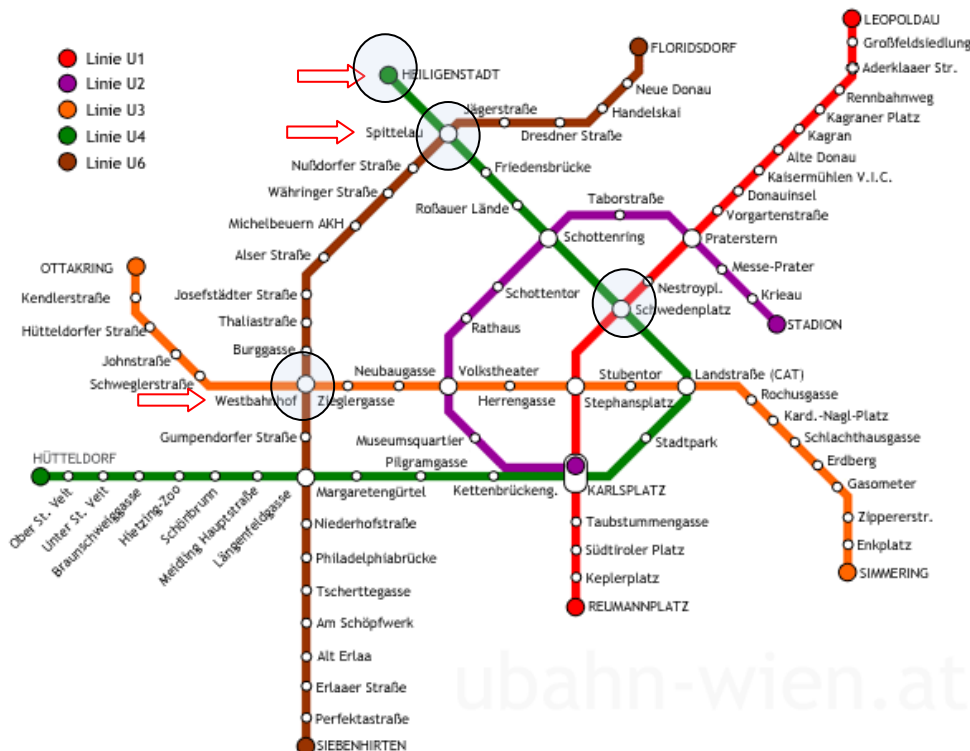 Linie U1
Linie U2
Linie U3
Linie U4
Linie U6
LEOPOLDAU
Großfeldsiedlung
Aderklaaer Str.
Rennbahnweg
Kagraner Platz
Kagran
Alte Donau
Kaisermühlen V.I.C.
Donauinsel
Vorgartenstraße
Praterstern
Nestroypl.
Schwedenplatz
Stephansplatz
KARLSPLATZ
Taubstummengasse
Südtiroler Platz
Keplerplatz
REUMANNPLATZ
FLORIDSDORF
Neue Donau
Handelskai
Dresdner Straße
Jägerstraße
HEILIGENSTADT
Spittelau
Friedensbrücke
Roßauer Lände
Schottenring
Taborstraße
Messe-Prater
Krieau
STADION
Schottentor
Rathaus
Volkstheater
Museumsquartier
Nußdorfer Straße
Währinger Straße
Michelbeuern AKH
Alser Straße
Josefstädter Straße
Thaliastraße
Burggasse
OTTAKRING
Kendlerstraße
Hütteldorfer Straße
Johnstraße
Schweglerstraße
Westbahnhof
Zieglergasse
Neubaugasse
Herrengasse
Stubentor
Landstraße (CAT)
Rochusgasse
Kard.-Nagl-Platz
Schlachthausgasse
Erdberg
Gasometer
Zippererstr.
Enkplatz
SIMMERING
Stadtpark
Gumpendorfer Straße
HÜTTELDORF
Ober St. Veit
Unter St. Veit
Braunschweiggasse
Hietzing-Zoo
Schönbrunn
Meidling Hauptstraße
Längenfeldgasse
Margaretengürtel
Pilgramgasse
Kettenbrückeng.
Niederhofstraße
Philadelphiabrücke
Tscherttegasse
Am Schöpfwerk
Alt Erlaa
Erlaaer Straße
Perfektastraße
SIEBENHIRTEN
ubahn-wien.at